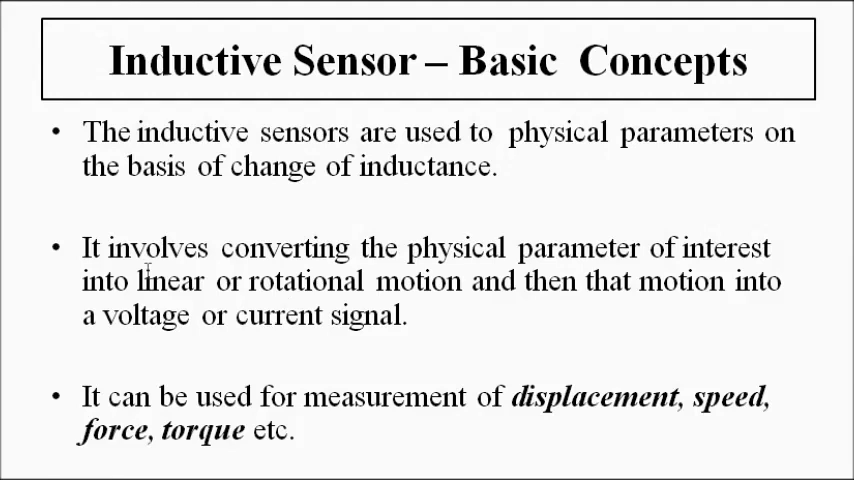 Inductive Sensor – Basic Concepts
• The inductive sensors are used to physical parameters on
the basis of change of inductance.
• It involves converting the physical parameter of interest
into linear or rotational motion and then that motion into
a voltage or current signal.
• It can be used for measurement of displacement, speed,
force, torque etc.